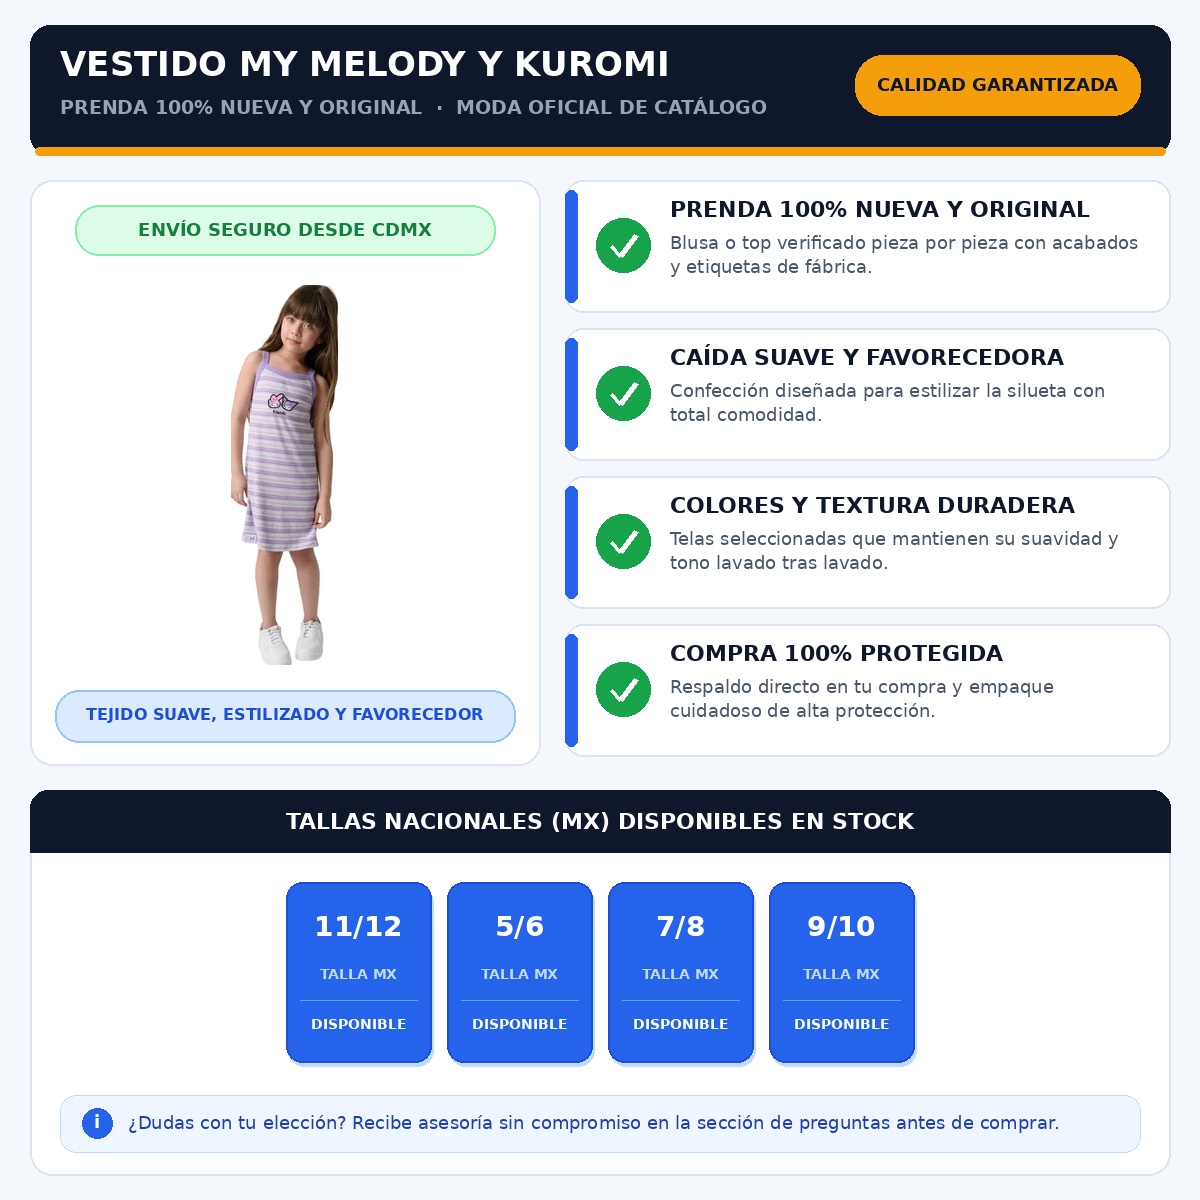 VESTIDO MY MELODY Y KUROMI
PRENDA 100% NUEVA Y ORIGINAL · MODA OFICIAL DE CATÁLOGO
CALIDAD GARANTIZADA
ENVÍO SEGURO DESDE CDMX
TEJIDO SUAVE, ESTILIZADO Y FAVORECEDOR
PRENDA 100% NUEVA Y ORIGINAL
Blusa o top verificado pieza por pieza con acabados
y etiquetas de fábrica.
CAÍDA SUAVE Y FAVORECEDORA
Confección diseñada para estilizar la silueta con
total comodidad.
COLORES Y TEXTURA DURADERA
Telas seleccionadas que mantienen su suavidad y
tono lavado tras lavado.
COMPRA 100% PROTEGIDA
Respaldo directo en tu compra y empaque
cuidadoso de alta protección.
TALLAS NACIONALES (MX) DISPONIBLES EN STOCK
11/12
TALLA MX
DISPONIBLE
5/6
TALLA MX
DISPONIBLE
7/8
TALLA MX
DISPONIBLE
9/10
TALLA MX
DISPONIBLE
i
¿Dudas con tu elección? Recibe asesoría sin compromiso en la sección de preguntas antes de comprar.